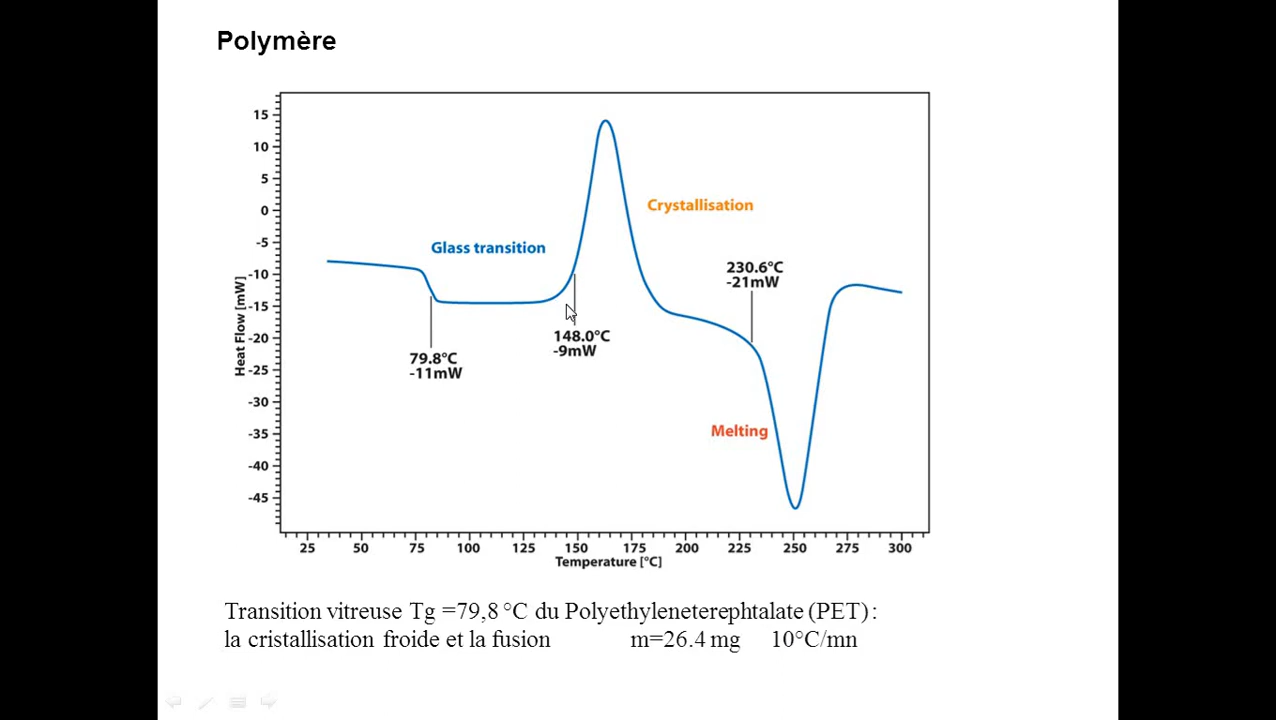 Polymère
15
10
5
0
-5
-10
-15
-20
-25
-30
-35
-40
-45
Heat Flow [mW]
Glass transition
Crystallisation
230.6°C
-21mW
148.0°C
-9mW
79.8°C
-11mW
Melting
25 50 75 100 125 150 175 200 225 250 275 300
Temperature [°C]
Transition vitreuse Tg =79,8 °C du Polyethyleneterephtalate (PET) :
la cristallisation froide et la fusion m=26.4 mg 10°C/mn